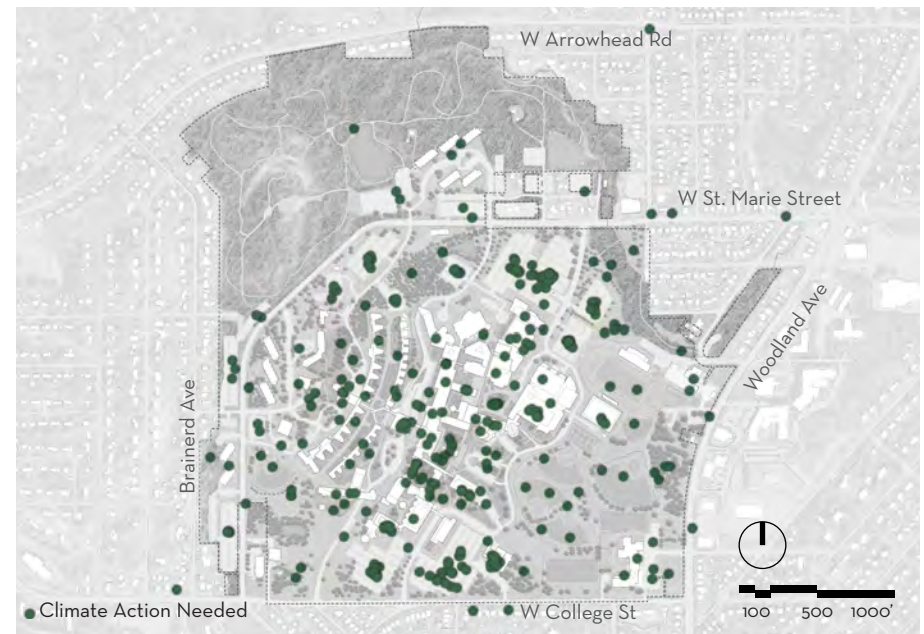 W Arrowhead Rd
W St. Marie Street
Woodland Ave
Brainerd Ave
Climate Action Needed
W College St
100 500 1000'